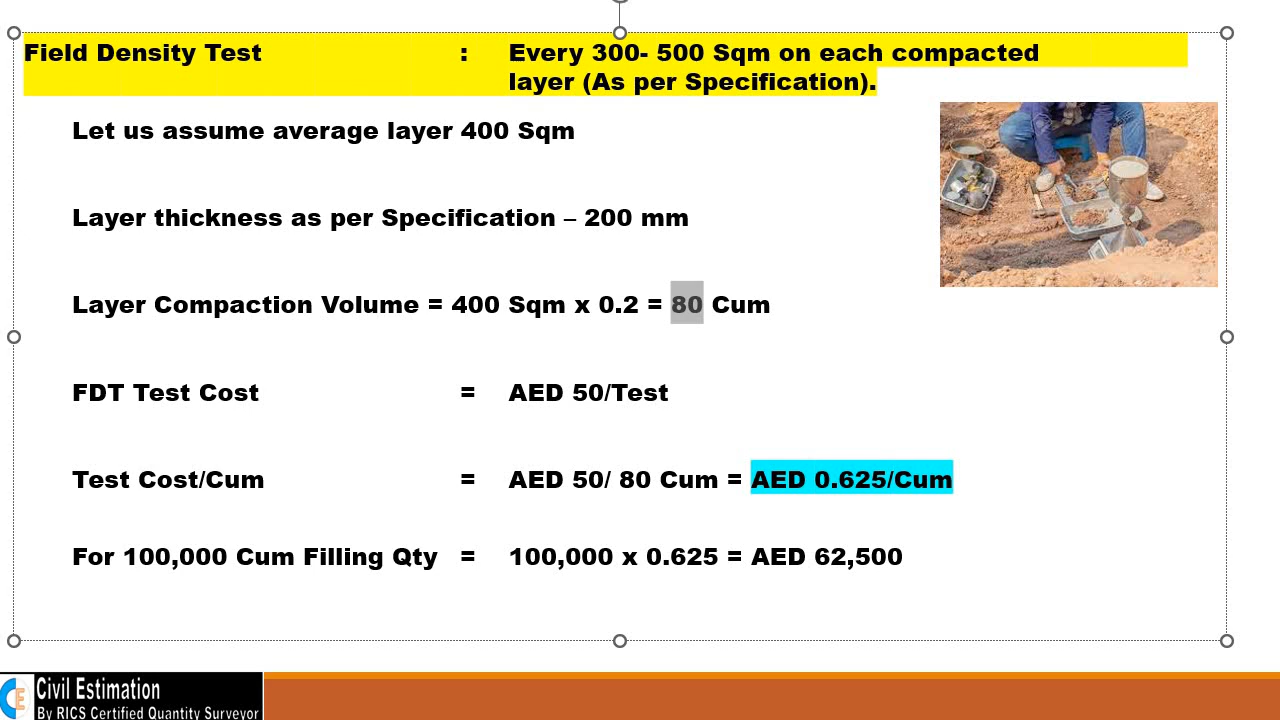 Field Density Test : Every 300- 500 Sqm on each compacted
layer (As per Specification).
Let us assume average layer 400 Sqm
Layer thickness as per Specification – 200 mm
Layer Compaction Volume = 400 Sqm x 0.2 = 80 Cum
FDT Test Cost = AED 50/Test
Test Cost/Cum = AED 50/ 80 Cum = AED 0.625/Cum
For 100,000 Cum Filling Qty = 100,000 x 0.625 = AED 62,500
CE Civil Estimation
By RICS Certified Quantity Surveyor